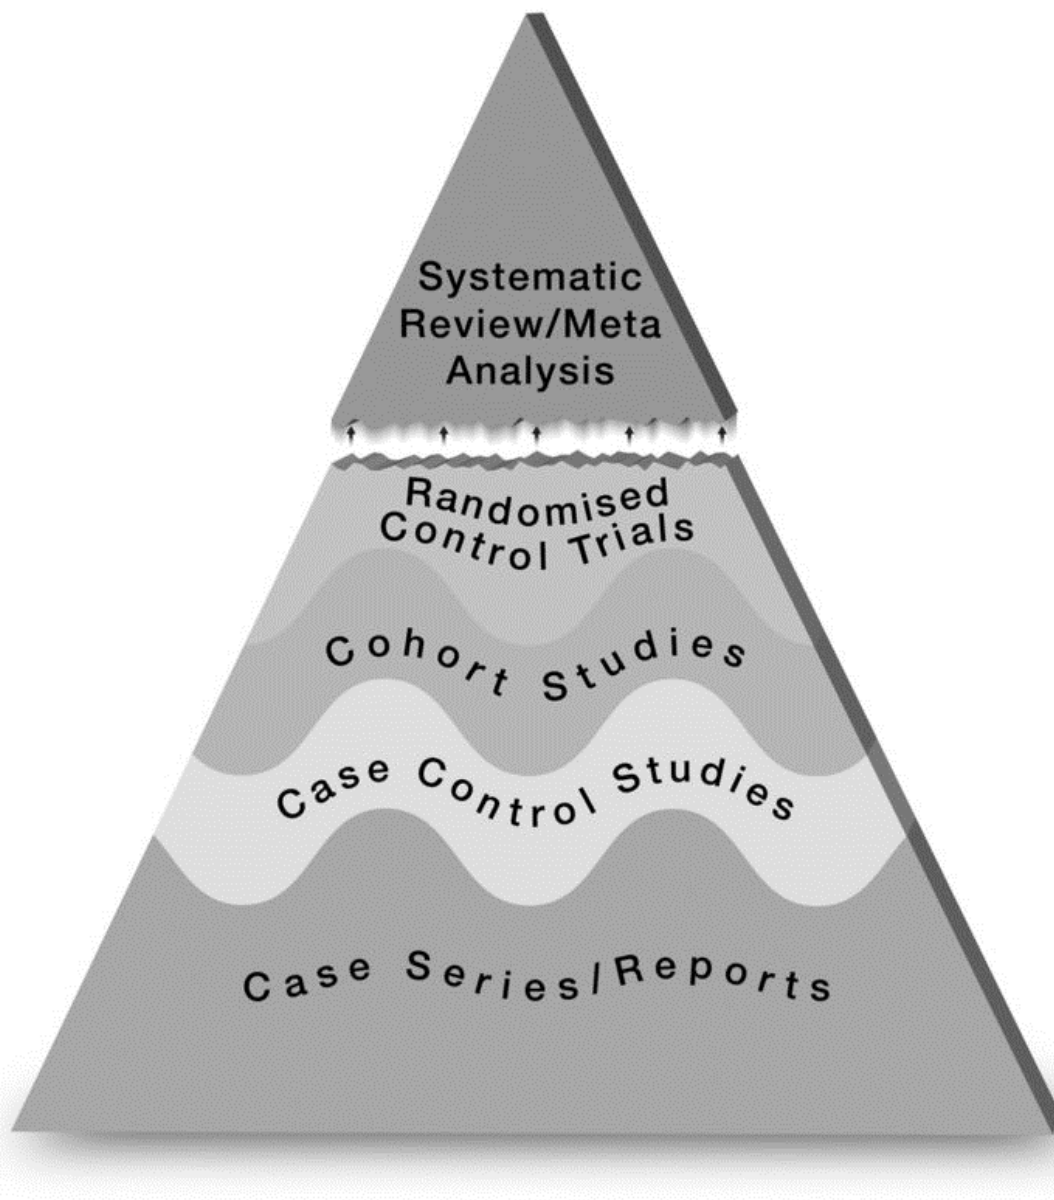 Systematic
Review/Meta
Analysis
Randomised
Control Trials
Cohort Studies
Case Control Studies
Case Series/Reports